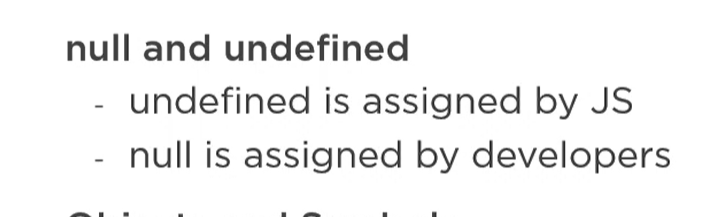 null and undefined
- undefined is assigned by JS
- null is assigned by developers